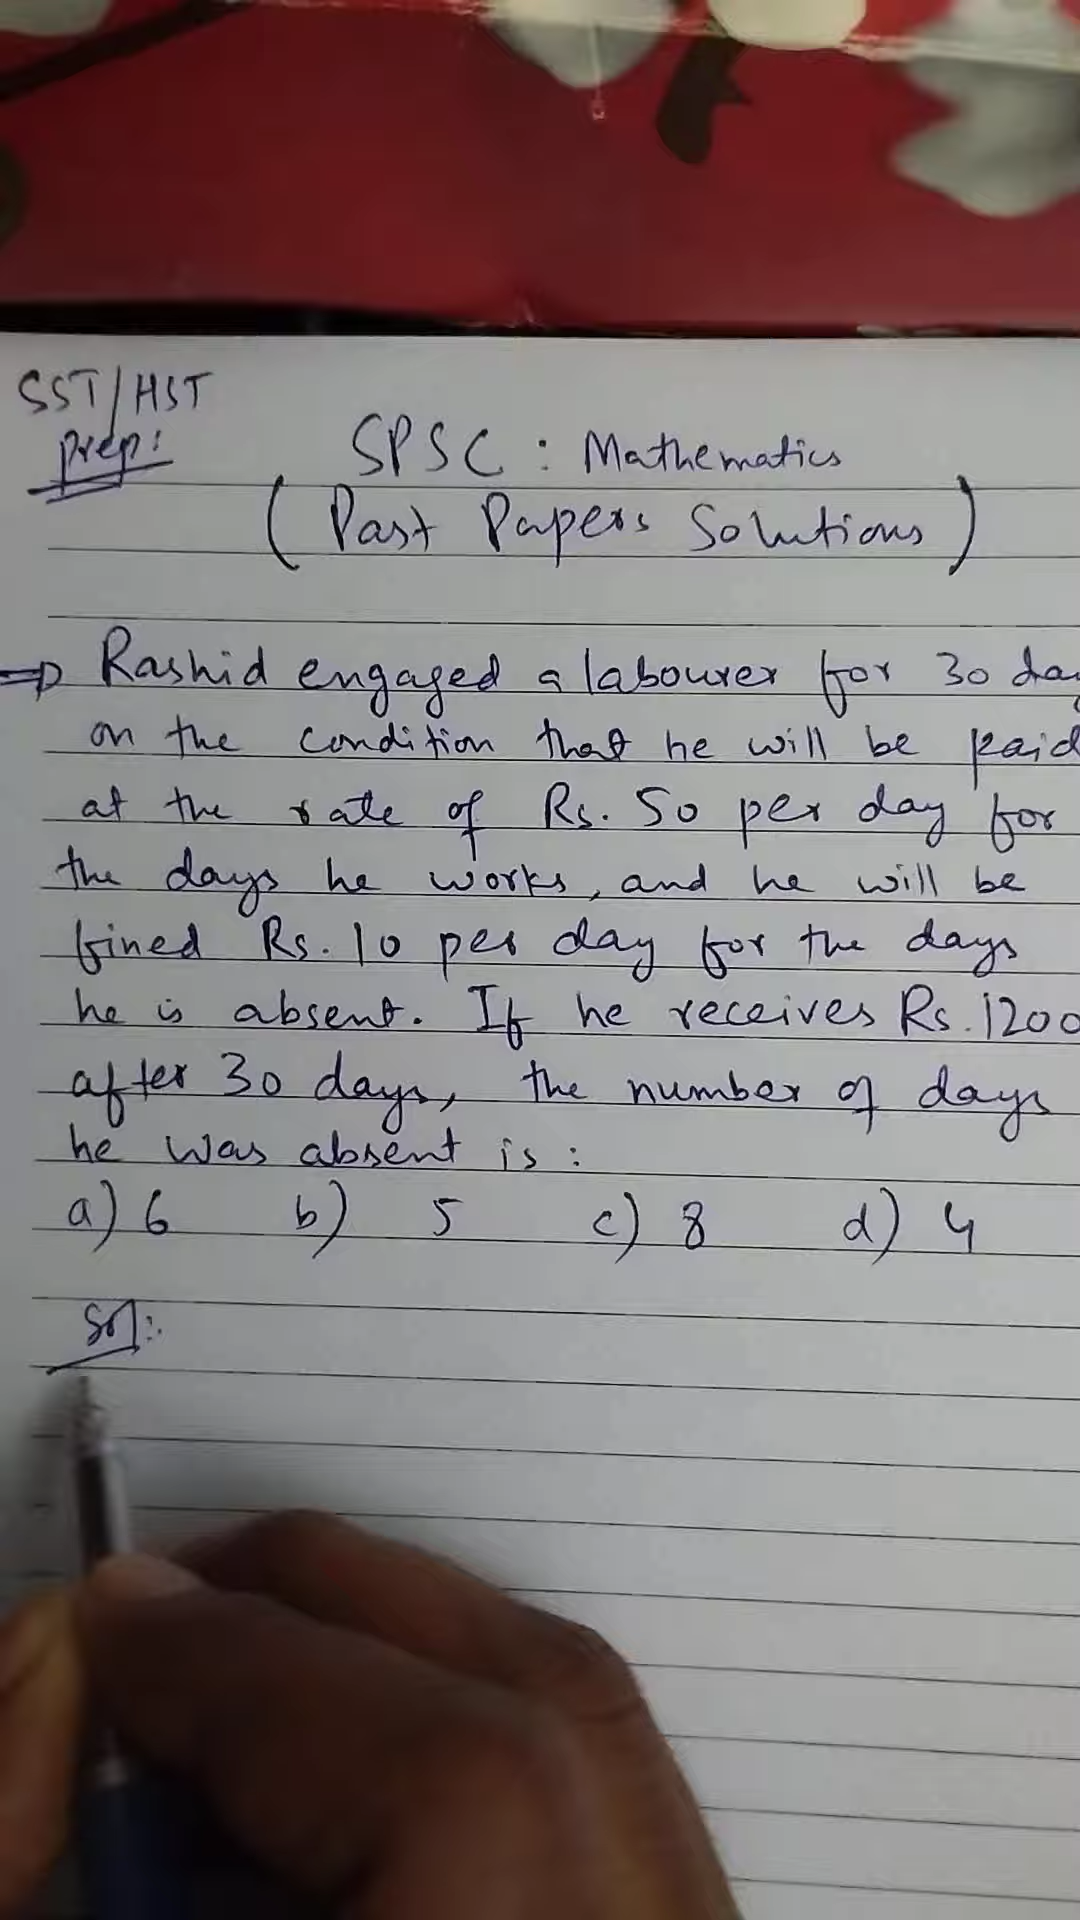 SST/HST
Prep:
SPSC : Mathematics
( Past Papers Solutions )
⇒ Rashid engaged a labourer for 30 day
on the condition that he will be paid
at the rate of Rs. 50 per day for
the days he works, and he will be
fined Rs. 10 per day for the days
he is absent. If he receives Rs. 1200
after 30 days, the number of days
he was absent is :
a) 6 b) 5 c) 8 d) 4
Sol: